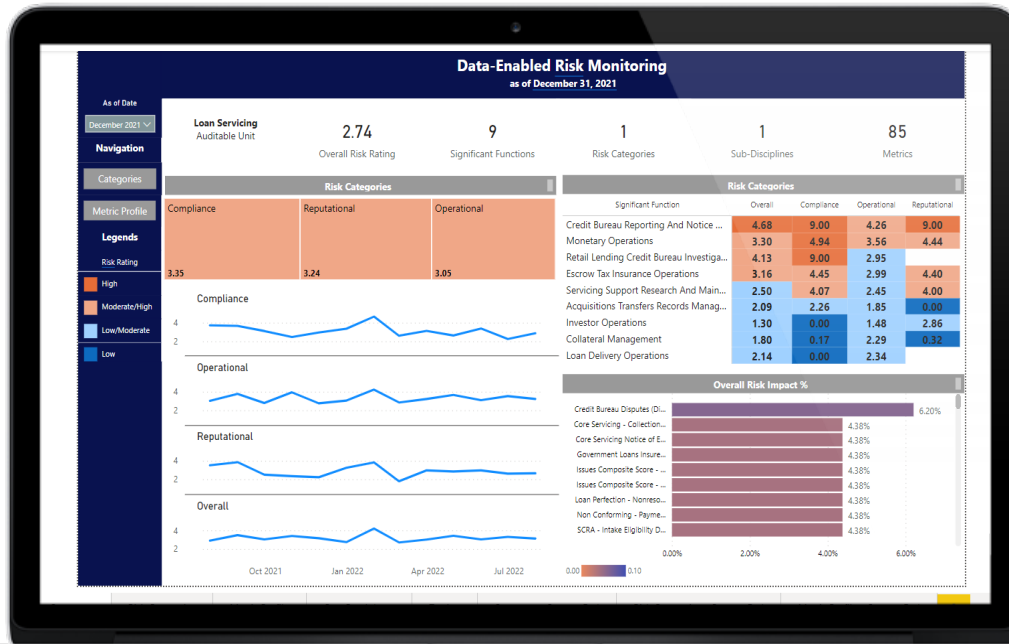 Data-Enabled Risk Monitoring
as of December 31, 2021
As of Date
December 2021
Navigation
Categories
Metric Profile
Legends
Risk Rating
High
Moderate/High
Low/Moderate
Low
Loan Servicing
Auditable Unit
2.74
Overall Risk Rating
9
Significant Functions
1
Risk Categories
1
Sub-Disciplines
85
Metrics
Risk Categories
Compliance Reputational Operational
3.35 3.24 3.05
Compliance
4
2
Operational
4
2
Reputational
4
2
Overall
4
2
Oct 2021 Jan 2022 Apr 2022 Jul 2022
Risk Categories
Significant Function Overall Compliance Operational Reputational
Credit Bureau Reporting And Notice ... 4.68 9.00 4.26 9.00
Monetary Operations 3.30 4.94 3.56 4.44
Retail Lending Credit Bureau Investiga... 4.13 9.00 2.95
Escrow Tax Insurance Operations 3.16 4.45 2.99 4.40
Servicing Support Research And Main... 2.50 4.07 2.45 4.00
Acquisitions Transfers Records Manag... 2.09 2.26 1.85 0.00
Investor Operations 1.30 0.00 1.48 2.86
Collateral Management 1.80 0.17 2.29 0.32
Loan Delivery Operations 2.14 0.00 2.34
Overall Risk Impact %
Credit Bureau Disputes (Di... 6.20%
Core Servicing - Collection... 4.38%
Core Servicing Notice of E... 4.38%
Government Loans Insure... 4.38%
Issues Composite Score - ... 4.38%
Issues Composite Score - ... 4.38%
Loan Perfection - Nonreso... 4.38%
Non Conforming - Payme... 4.38%
SCRA - Intake Eligibility D... 4.38%
0.00% 2.00% 4.00% 6.00%
0.00 0.10